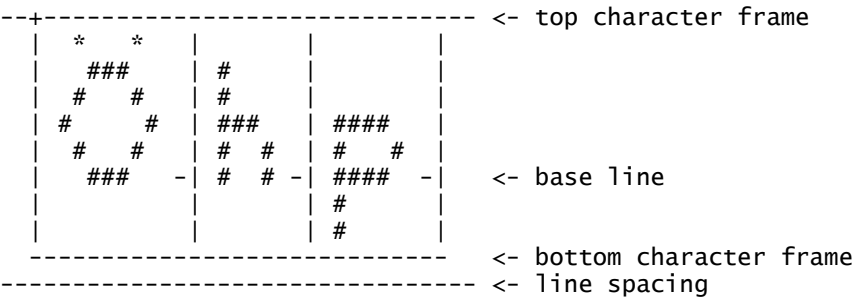 --+------------------------------ <- top character frame
  |  *   *   |       |        |
  |   ###    | #     |        |
  |  #   #   | #     |        |
  | #     #  | ###   | ####   |
  |  #   #   | #  #  | #   #  |
  |   ###   -| #  # -| ####  -|   <- base line
  |          |       | #      |
  |          |       | #      |
  -----------------------------   <- bottom character frame
--------------------------------- <- line spacing